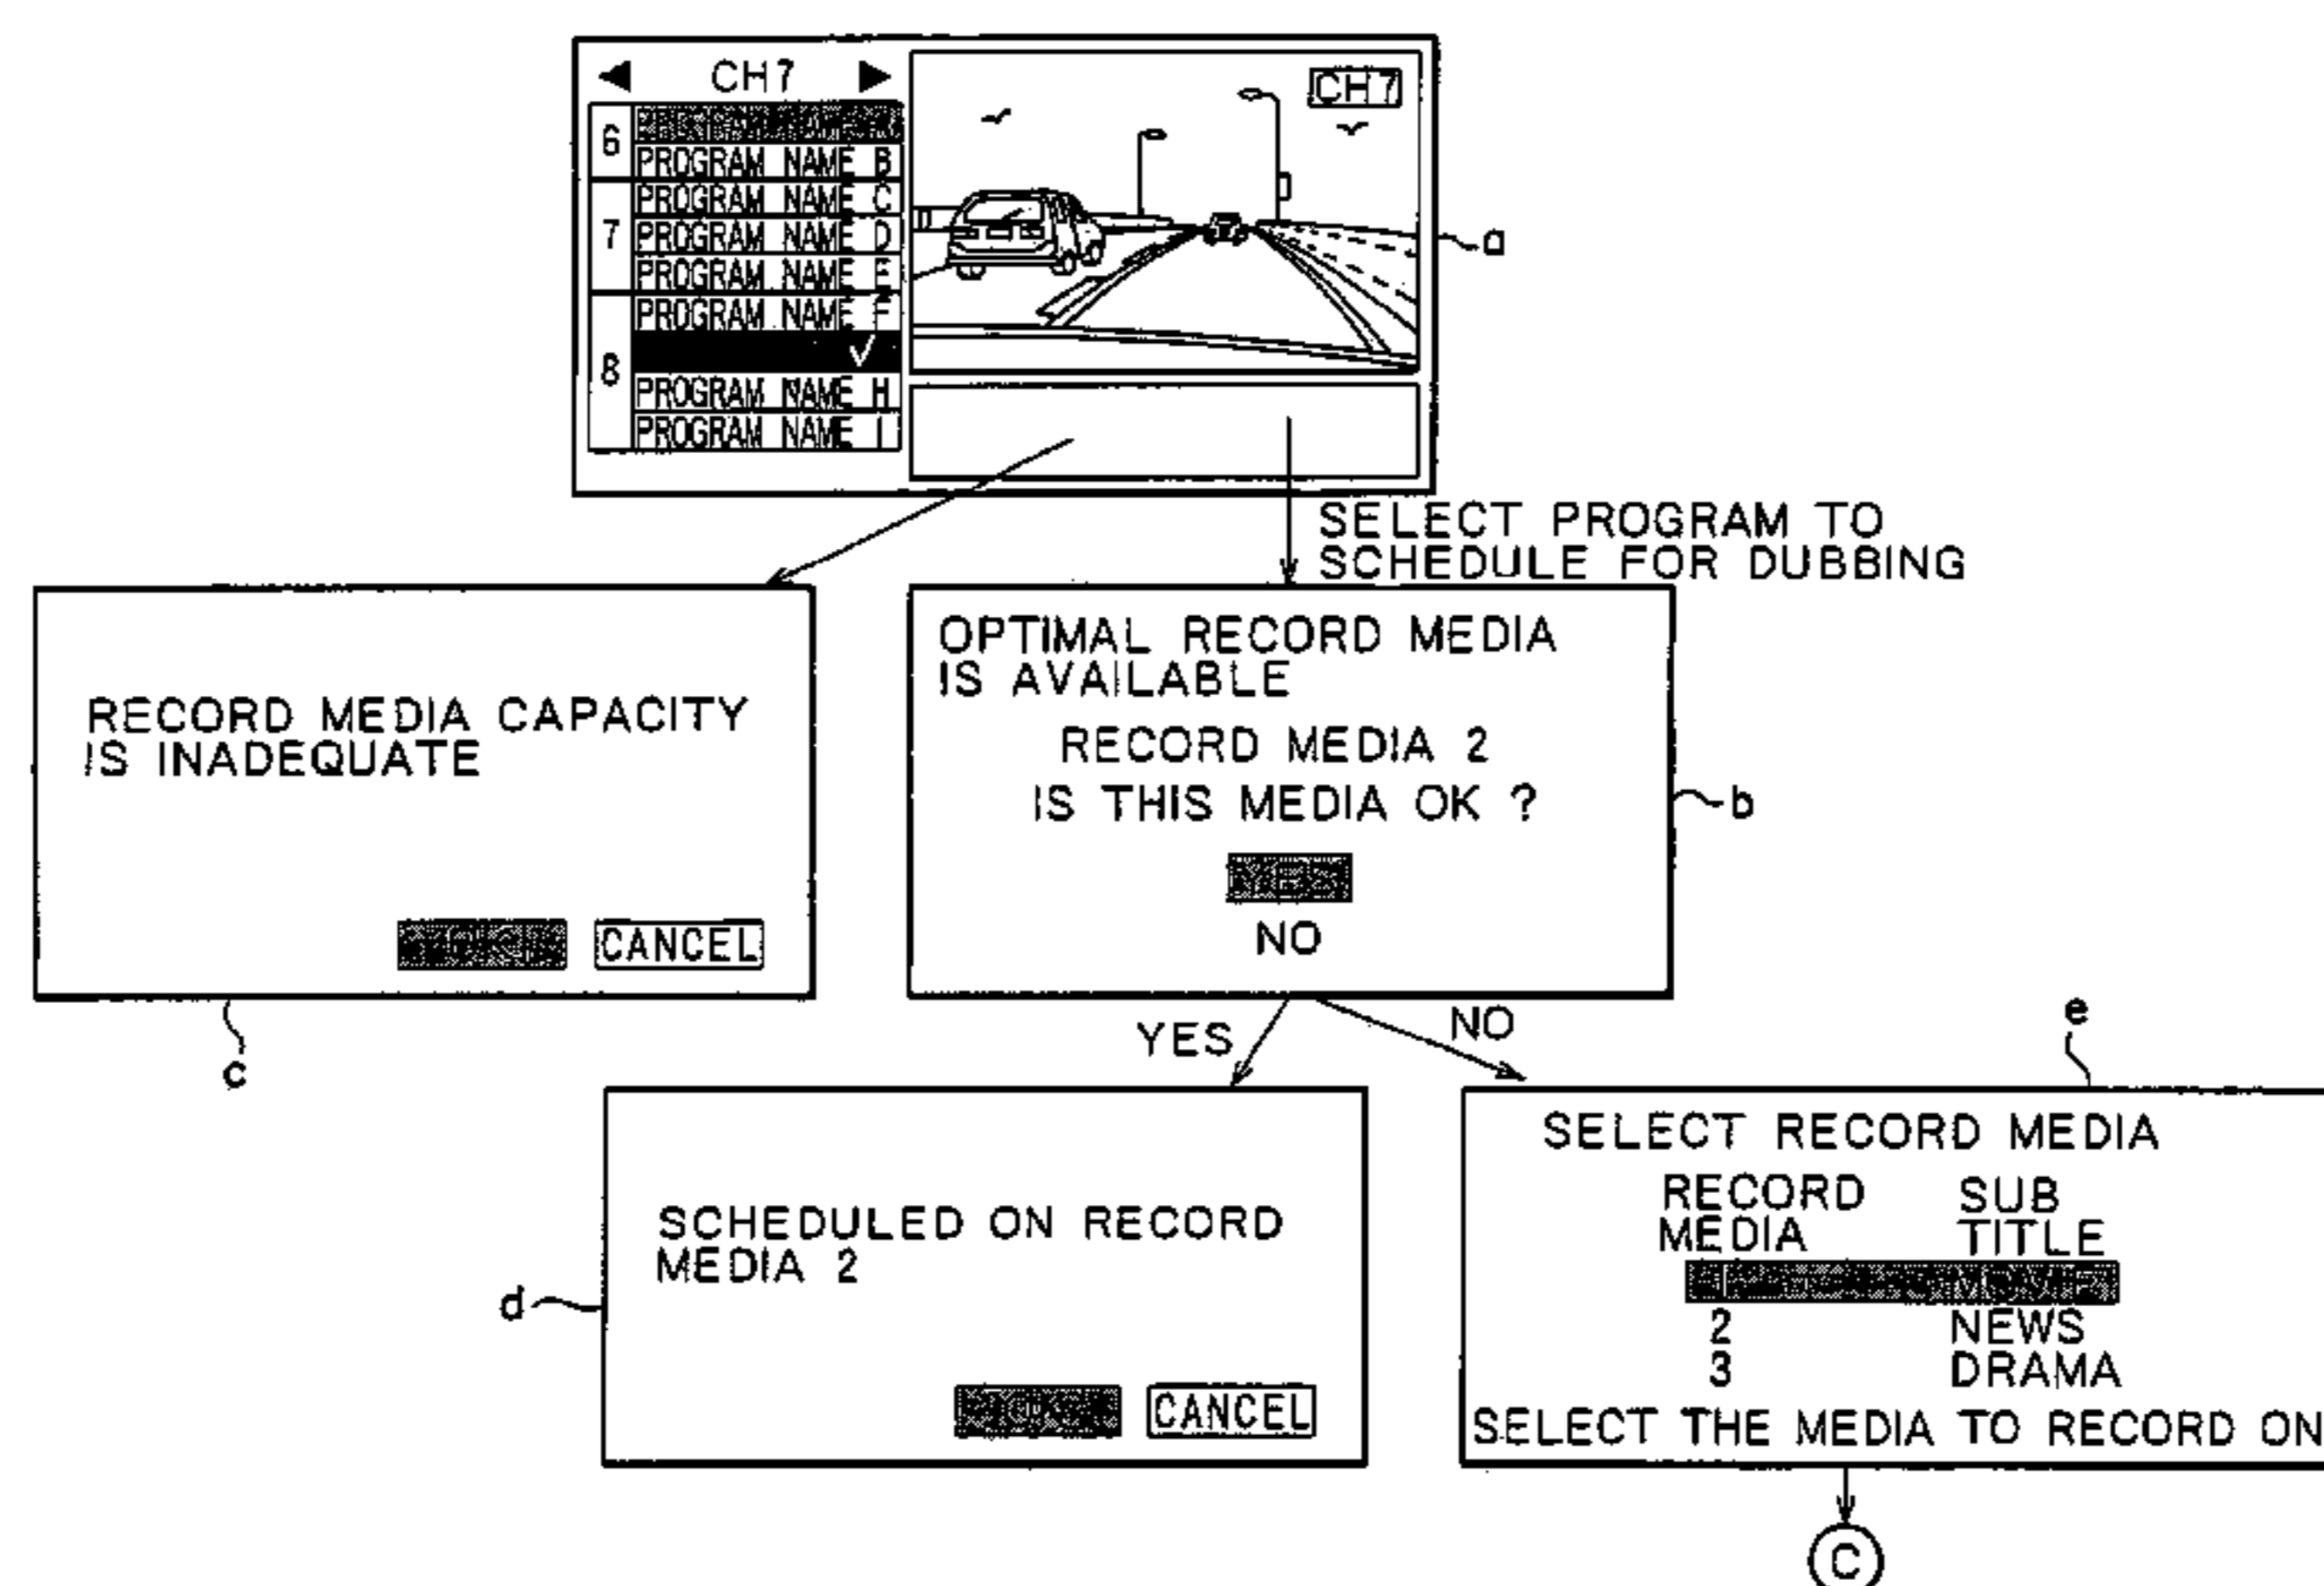 CH7
CH7
6
PROGRAM NAME B
7
PROGRAM NAME C
PROGRAM NAME D
PROGRAM NAME E
8
PROGRAM NAME F
PROGRAM NAME H
PROGRAM NAME I
a
SELECT PROGRAM TO
SCHEDULE FOR DUBBING
RECORD MEDIA CAPACITY
IS INADEQUATE
CANCEL
c
OPTIMAL RECORD MEDIA
IS AVAILABLE
RECORD MEDIA 2
IS THIS MEDIA OK ?
YES
NO
b
YES
NO
SCHEDULED ON RECORD
MEDIA 2
CANCEL
d
e
SELECT RECORD MEDIA
RECORD MEDIA
SUB TITLE
2 NEWS
3 DRAMA
SELECT THE MEDIA TO RECORD ON
C